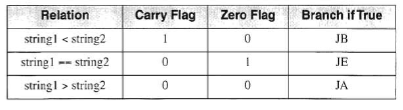 Relation Carry Flag Zero Flag Branch if True
string1 < string2 1 0 JB
string1 == string2 0 1 JE
string1 > string2 0 0 JA